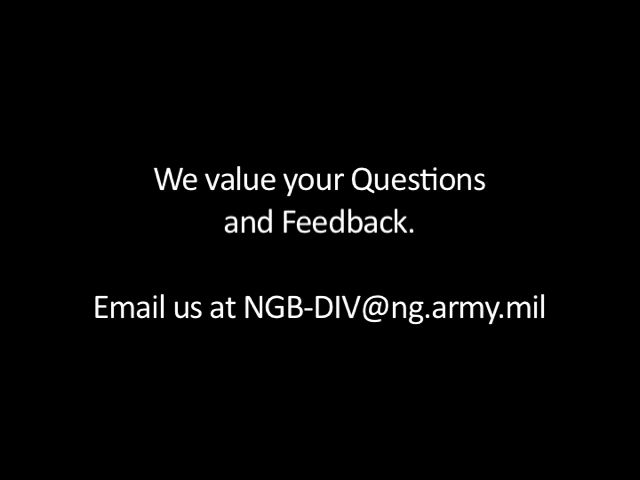 We value your Questions
and Feedback.
Email us at NGB-DIV@ng.army.mil